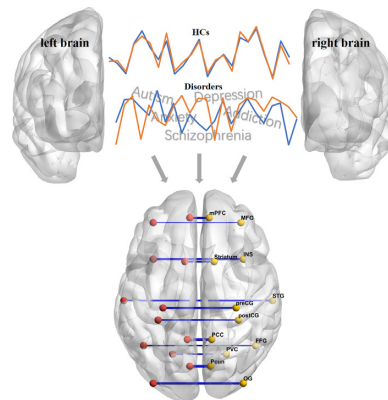 HCs
left brain
right brain
Disorders
Autism
Depression
Anxiety
Addiction
Schizophrenia
mPFC
MFG
Striatum
INS
STG
preCG
postCG
PCC
FFG
PVC
Pcun
OG